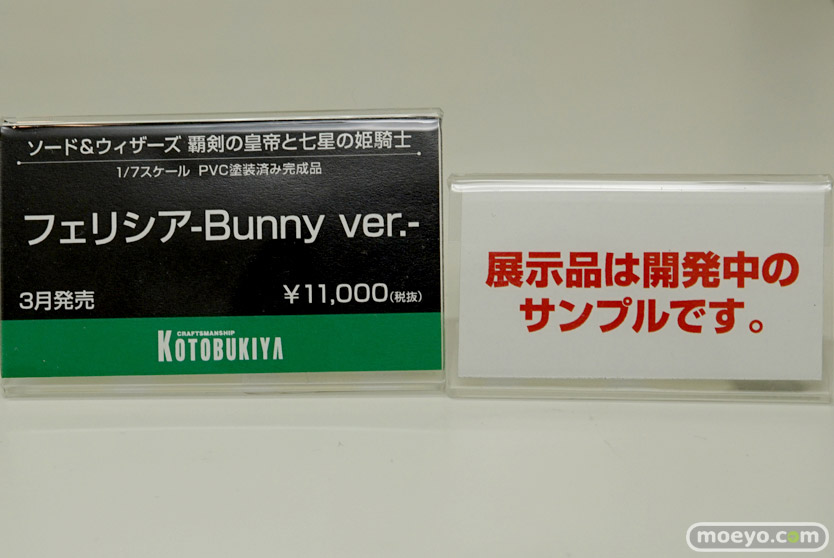 ソード&ウィザーズ 覇剣の皇帝と七星の姫騎士
1/7スケール PVC塗装済み完成品
フェリシア-Bunny ver.-
3月発売
¥11,000(税抜)
CRAFTSMANSHIP
KOTOBUKIYA
展示品は開発中の
サンプルです。
moeyo.com